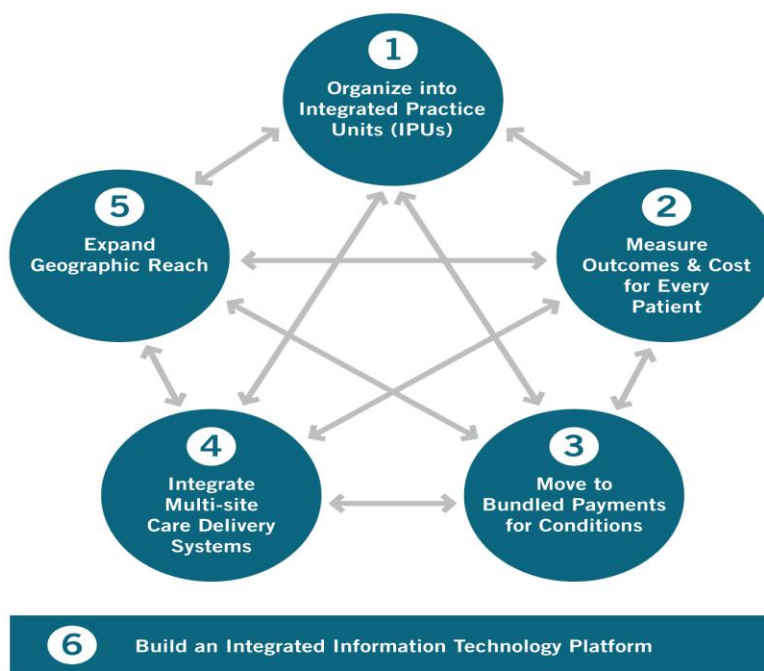 1
Organize into
Integrated Practice
Units (IPUs)
2
Measure
Outcomes & Cost
for Every
Patient
3
Move to
Bundled Payments
for Conditions
4
Integrate
Multi-site
Care Delivery
Systems
5
Expand
Geographic Reach
6 Build an Integrated Information Technology Platform